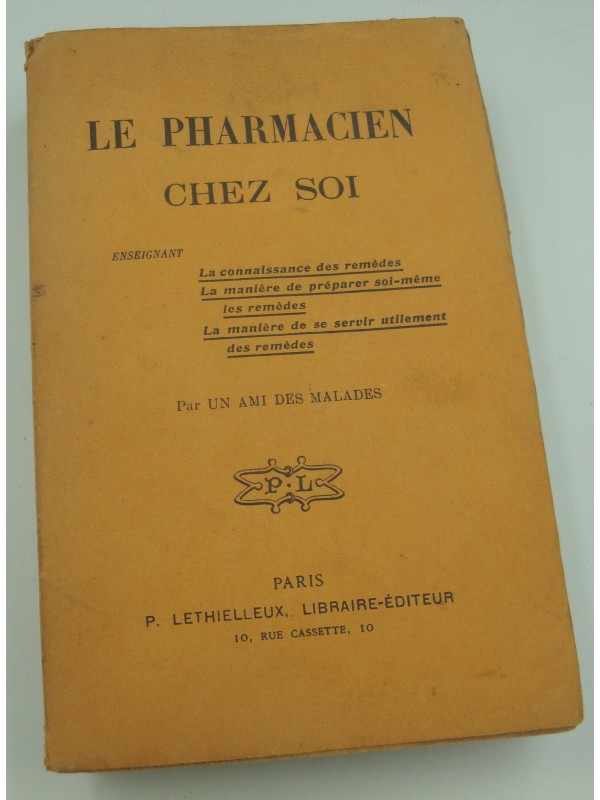 LE PHARMACIEN
CHEZ SOI
ENSEIGNANT
La connaissance des remèdes
La manière de préparer soi-même
les remèdes
La manière de se servir utilement
des remèdes
Par UN AMI DES MALADES
P. L
PARIS
P. LETHIELLEUX, LIBRAIRE-ÉDITEUR
10, RUE CASSETTE, 10